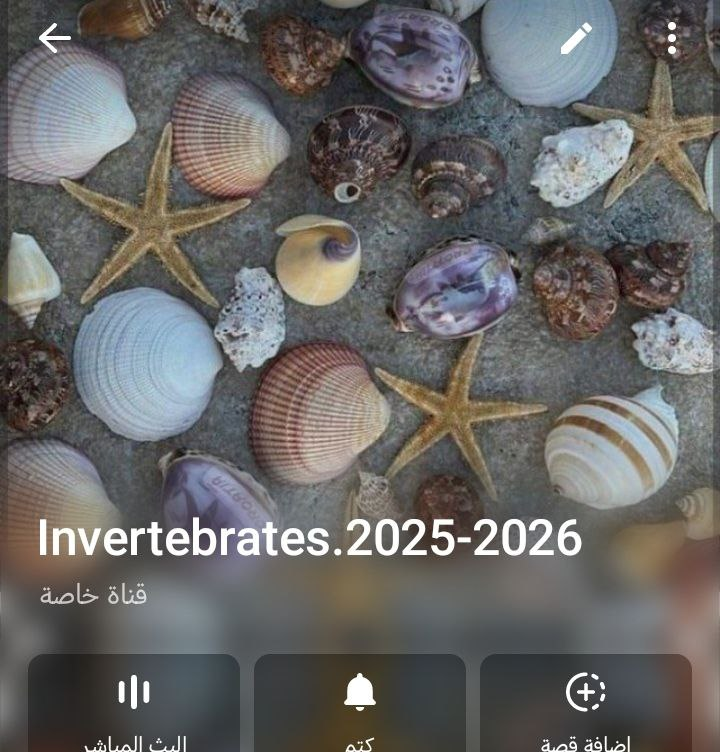 Invertebrates.2025-2026
قناة خاصة
البث المباشر
كتم
إضافة قصة